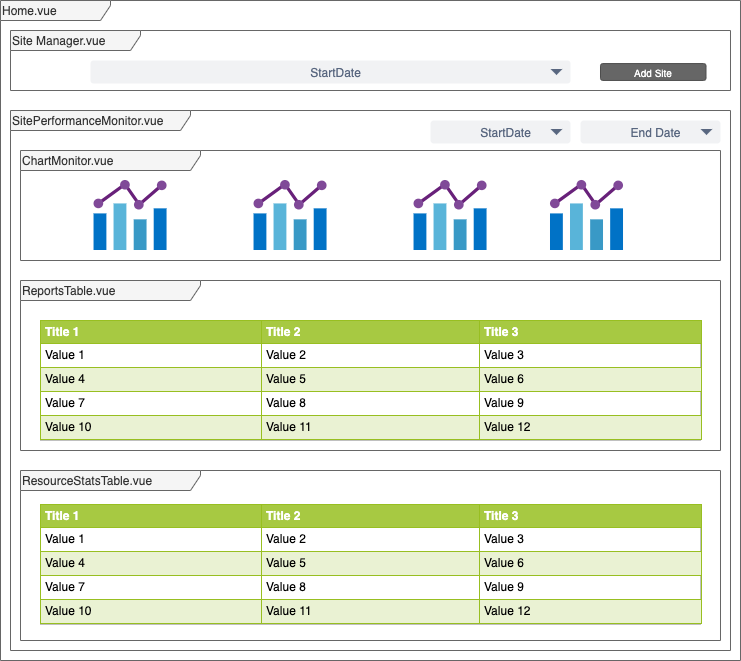 Home.vue
Site Manager.vue
StartDate
Add Site
SitePerformanceMonitor.vue
StartDate
End Date
ChartMonitor.vue
ReportsTable.vue
Title 1 Title 2 Title 3
Value 1 Value 2 Value 3
Value 4 Value 5 Value 6
Value 7 Value 8 Value 9
Value 10 Value 11 Value 12
ResourceStatsTable.vue
Title 1 Title 2 Title 3
Value 1 Value 2 Value 3
Value 4 Value 5 Value 6
Value 7 Value 8 Value 9
Value 10 Value 11 Value 12